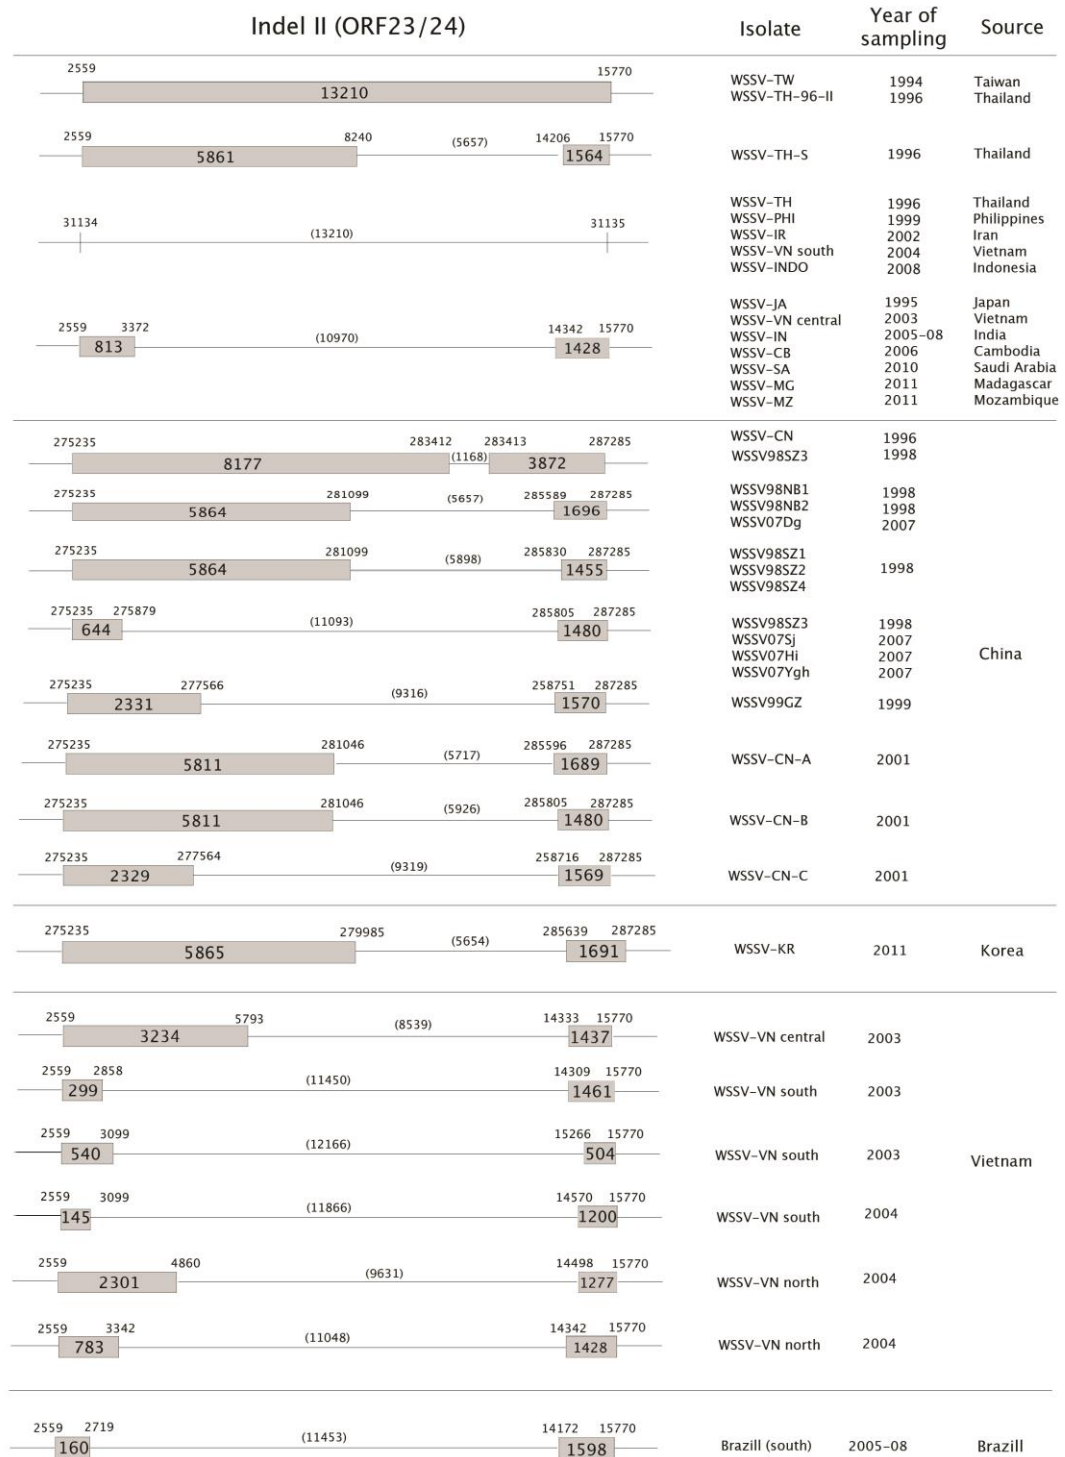 Indel II (ORF23/24) Isolate Year of sampling Source
2559 15770
13210
WSSV-TW 1994 Taiwan
WSSV-TH-96-II 1996 Thailand
2559 8240 (5657) 14206 15770
5861 1564 WSSV-TH-S 1996 Thailand
31134 (13210) 31135
WSSV-TH 1996 Thailand
WSSV-PHI 1999 Philippines
WSSV-IR 2002 Iran
WSSV-VN south 2004 Vietnam
WSSV-INDO 2008 Indonesia
2559 3372 (10970) 14342 15770
813 1428
WSSV-JA 1995 Japan
WSSV-VN central 2003 Vietnam
WSSV-IN 2005-08 India
WSSV-CB 2006 Cambodia
WSSV-SA 2010 Saudi Arabia
WSSV-MG 2011 Madagascar
WSSV-MZ 2011 Mozambique
275235 283412 (1168) 283413 287285
8177 3872
WSSV-CN 1996
WSSV98SZ3 1998
275235 281099 (5657) 285589 287285
5864 1696
WSSV98NB1 1998
WSSV98NB2 1998
WSSV07Dg 2007
275235 281099 (5898) 285830 287285
5864 1455
WSSV98SZ1
WSSV98SZ2 1998
WSSV98SZ4
275235 275879 (11093) 285805 287285
644 1480
WSSV98SZ3 1998
WSSV07Sj 2007
WSSV07Hi 2007
WSSV07Ygh 2007
China
275235 277566 (9316) 258751 287285
2331 1570 WSSV99GZ 1999
275235 281046 (5717) 285596 287285
5811 1689 WSSV-CN-A 2001
275235 281046 (5926) 285805 287285
5811 1480 WSSV-CN-B 2001
275235 277564 (9319) 258716 287285
2329 1569 WSSV-CN-C 2001
275235 279985 (5654) 285639 287285
5865 1691 WSSV-KR 2011 Korea
2559 5793 (8539) 14333 15770
3234 1437 WSSV-VN central 2003
2559 2858 (11450) 14309 15770
299 1461 WSSV-VN south 2003
2559 3099 (12166) 15266 15770
540 504 WSSV-VN south 2003
Vietnam
2559 3099 (11866) 14570 15770
145 1200 WSSV-VN south 2004
2559 4860 (9631) 14498 15770
2301 1277 WSSV-VN north 2004
2559 3342 (11048) 14342 15770
783 1428 WSSV-VN north 2004
2559 2719 (11453) 14172 15770
160 1598 Brazill (south) 2005-08 Brazill